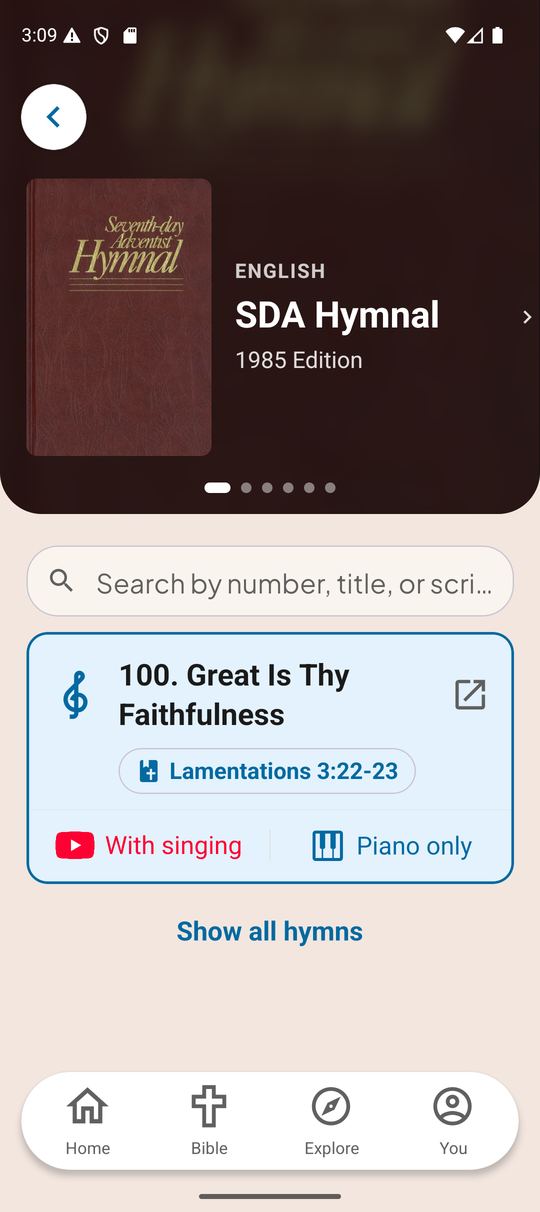 3:09
Seventh-day
Adventist
Hymnal
ENGLISH
SDA Hymnal
1985 Edition
Search by number, title, or scri...
100. Great Is Thy
Faithfulness
Lamentations 3:22-23
With singing
Piano only
Show all hymns
Home
Bible
Explore
You